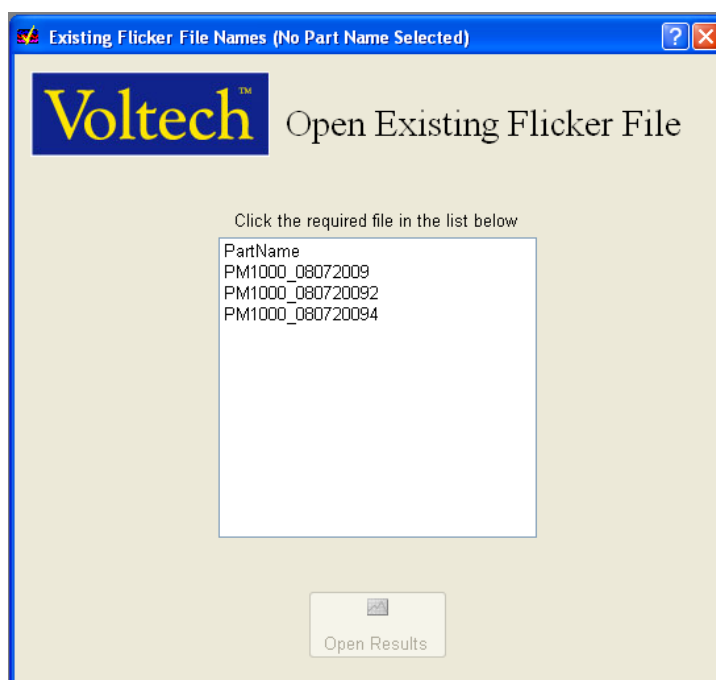 Existing Flicker File Names (No Part Name Selected)
Voltech™ Open Existing Flicker File
Click the required file in the list below
PartName
PM1000_08072009
PM1000_080720092
PM1000_080720094
Open Results